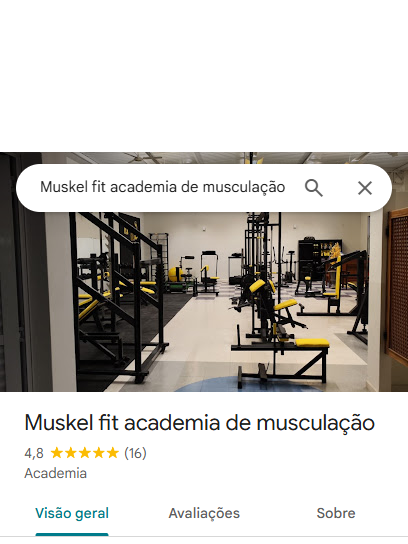 Muskel fit academia de musculação
Muskel fit academia de musculação
4,8 (16)
Academia
Visão geral Avaliações Sobre